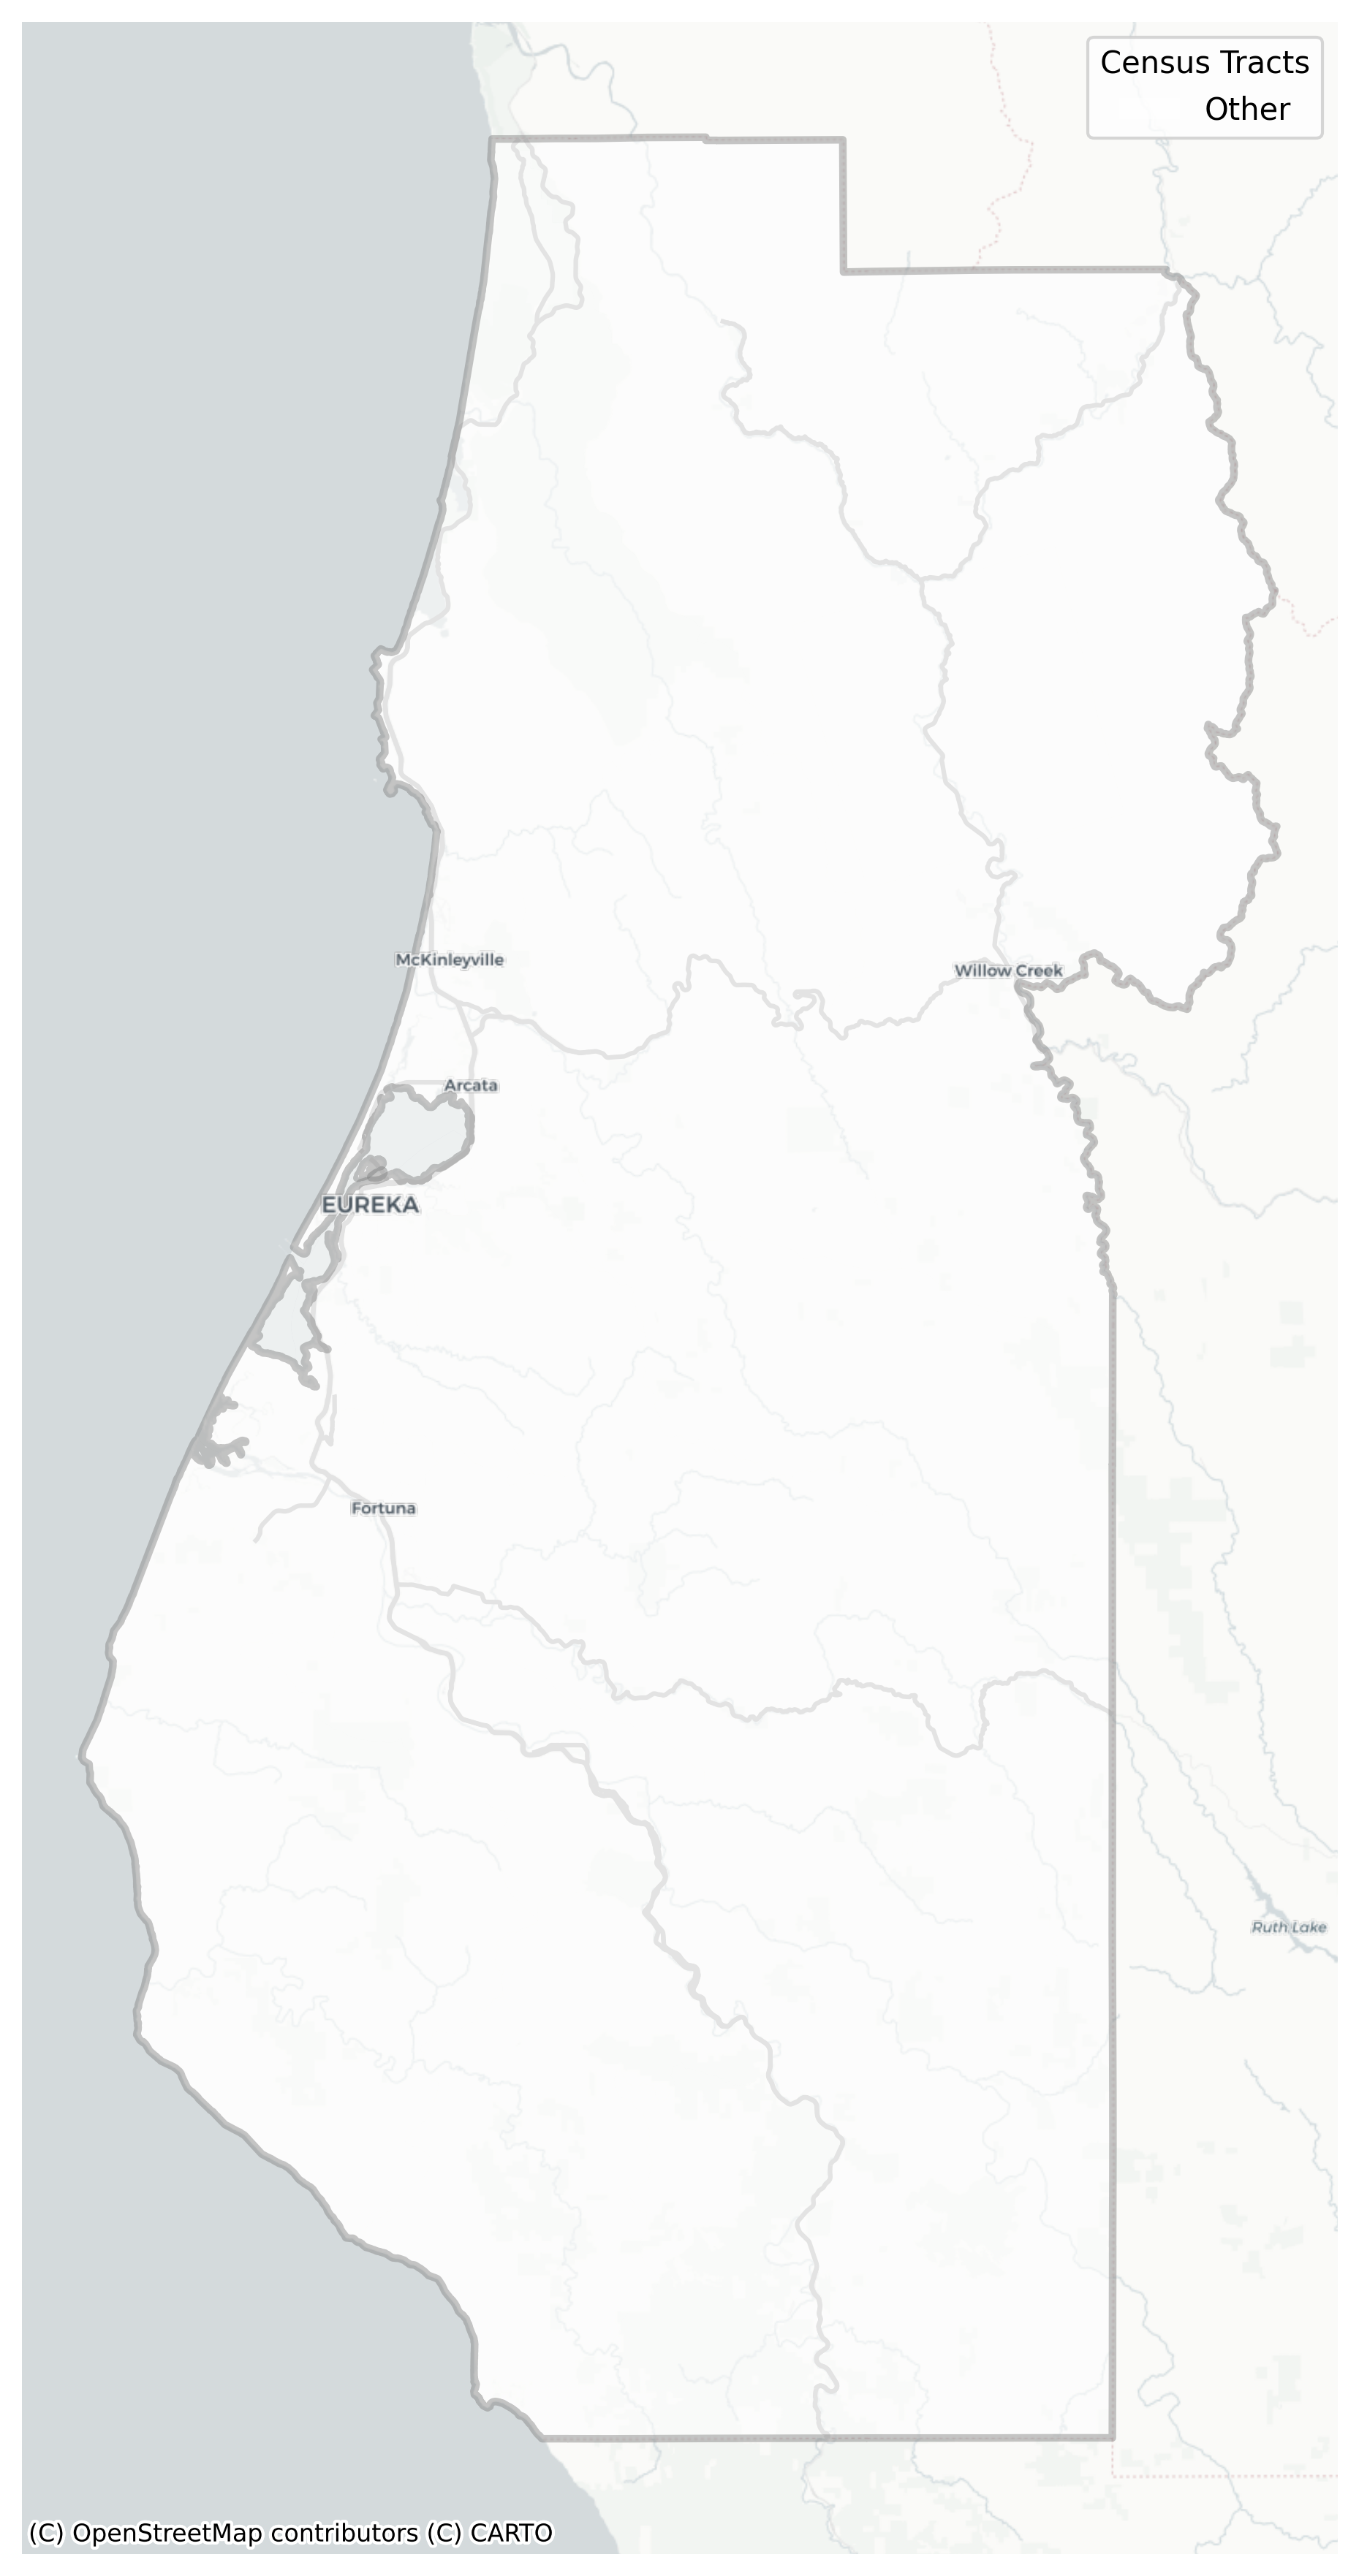 Census Tracts
Other
McKinleyville
Willow Creek
Arcata
EUREKA
Fortuna
Ruth Lake
(C) OpenStreetMap contributors (C) CARTO